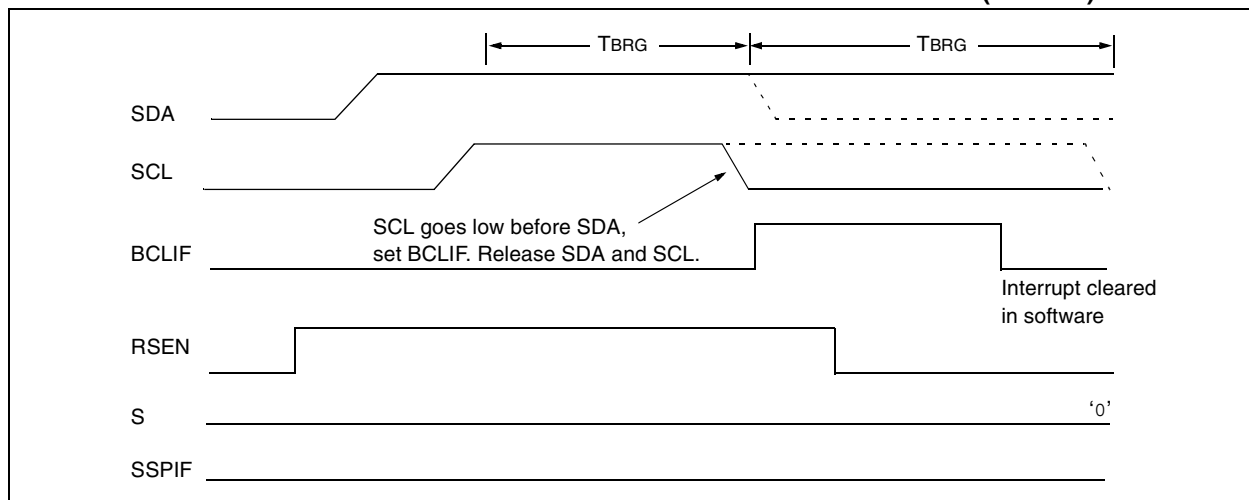 TBRG TBRG
SDA
SCL
SCL goes low before SDA,
set BCLIF. Release SDA and SCL.
BCLIF
Interrupt cleared
in software
RSEN
S
‘0’
SSPIF